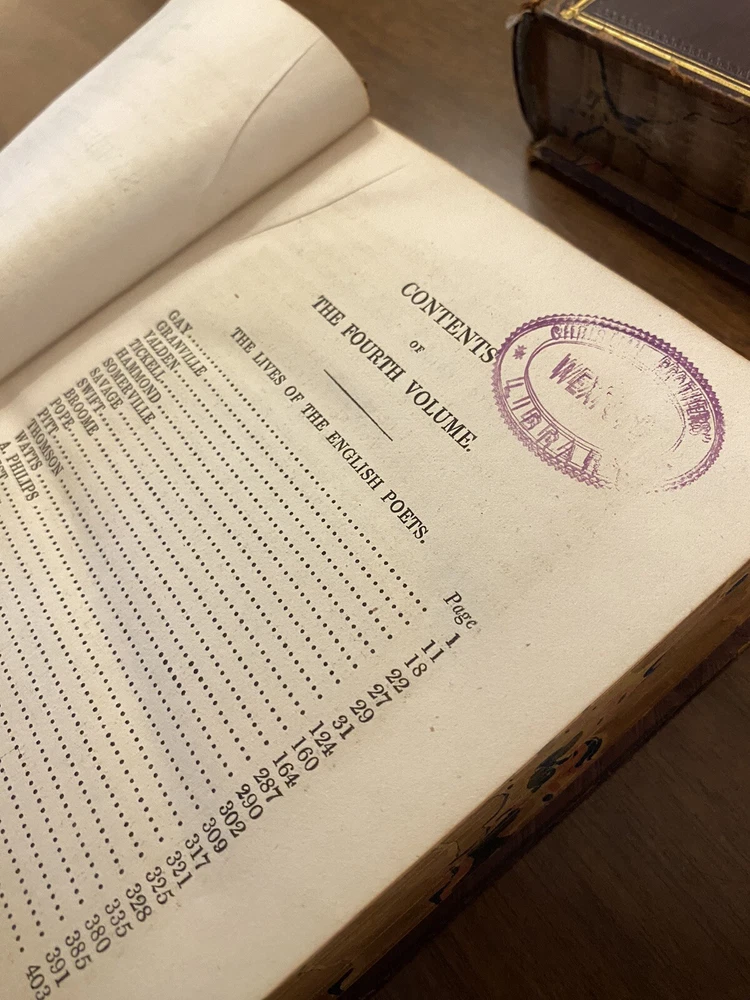 CONTENTS
OF
THE FOURTH VOLUME.
THE LIVES OF THE ENGLISH POETS.
Page
GAY 1
GRANVILLE 11
YALDEN 18
TICKELL 22
HAMMOND 27
SOMERVILLE 29
SAVAGE 31
SWIFT 124
BROOME 160
POPE 164
PITT 287
THOMSON 290
WATTS 302
A. PHILIPS 309
317
321
325
328
335
380
385
391
403
BROTHERS'